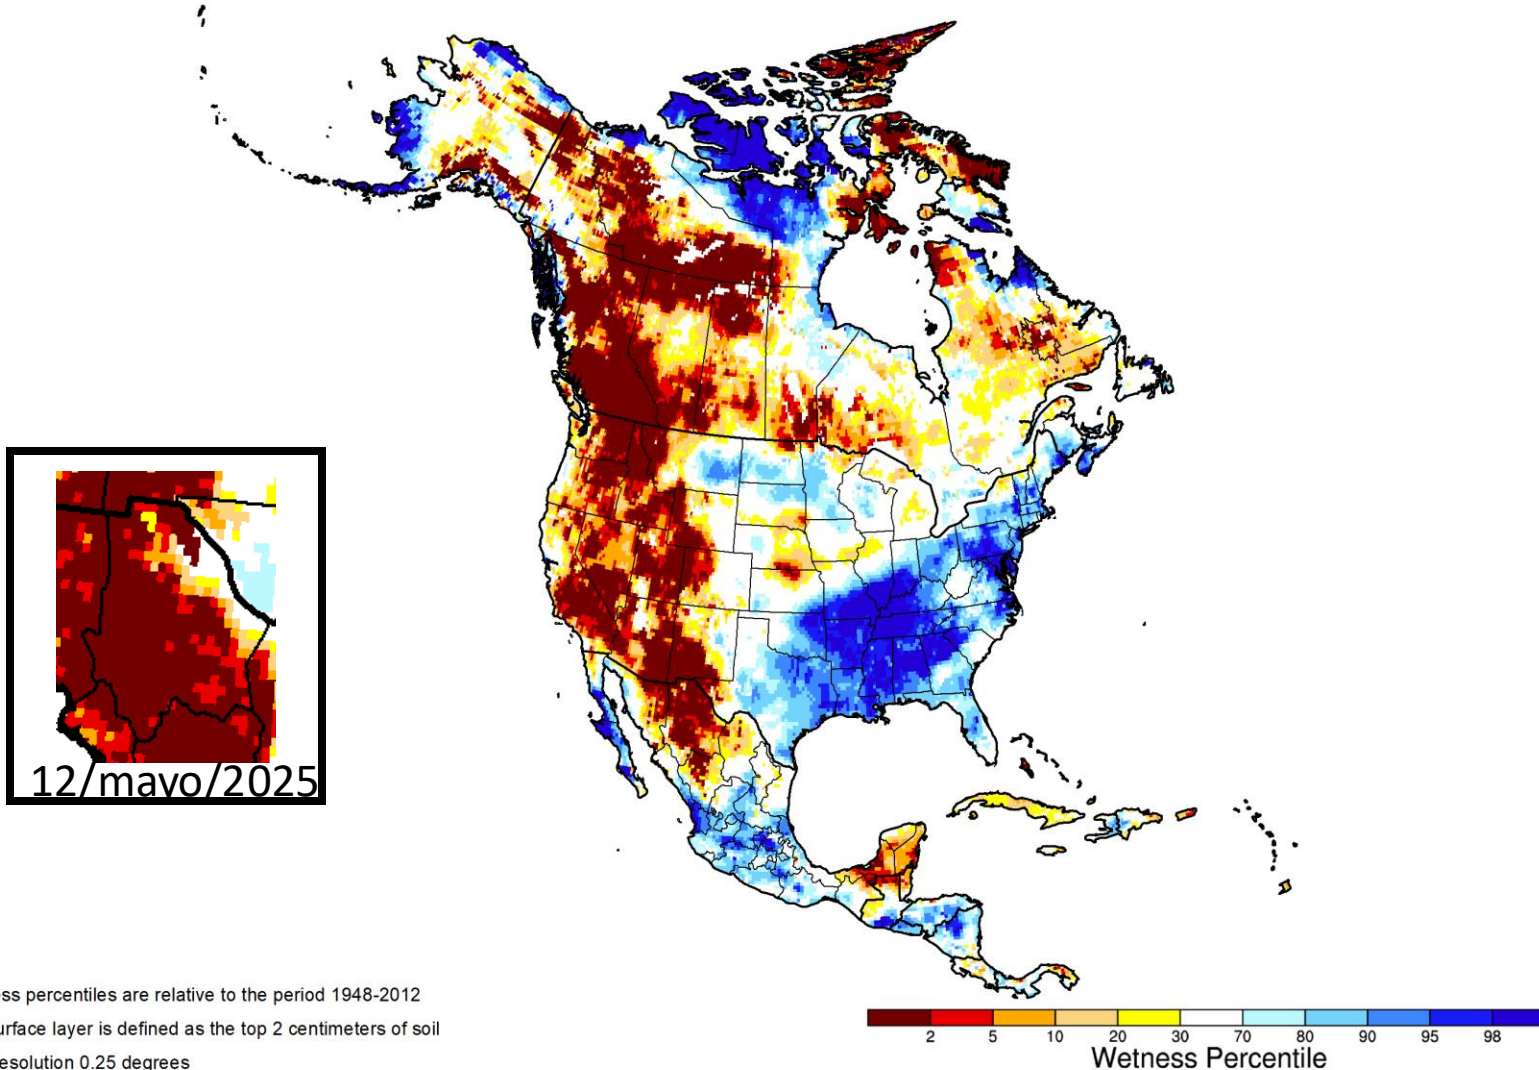 12/mayo/2025
ess percentiles are relative to the period 1948-2012
urface layer is defined as the top 2 centimeters of soil
esolution 0.25 degrees
2 5 10 20 30 70 80 90 95 98
Wetness Percentile